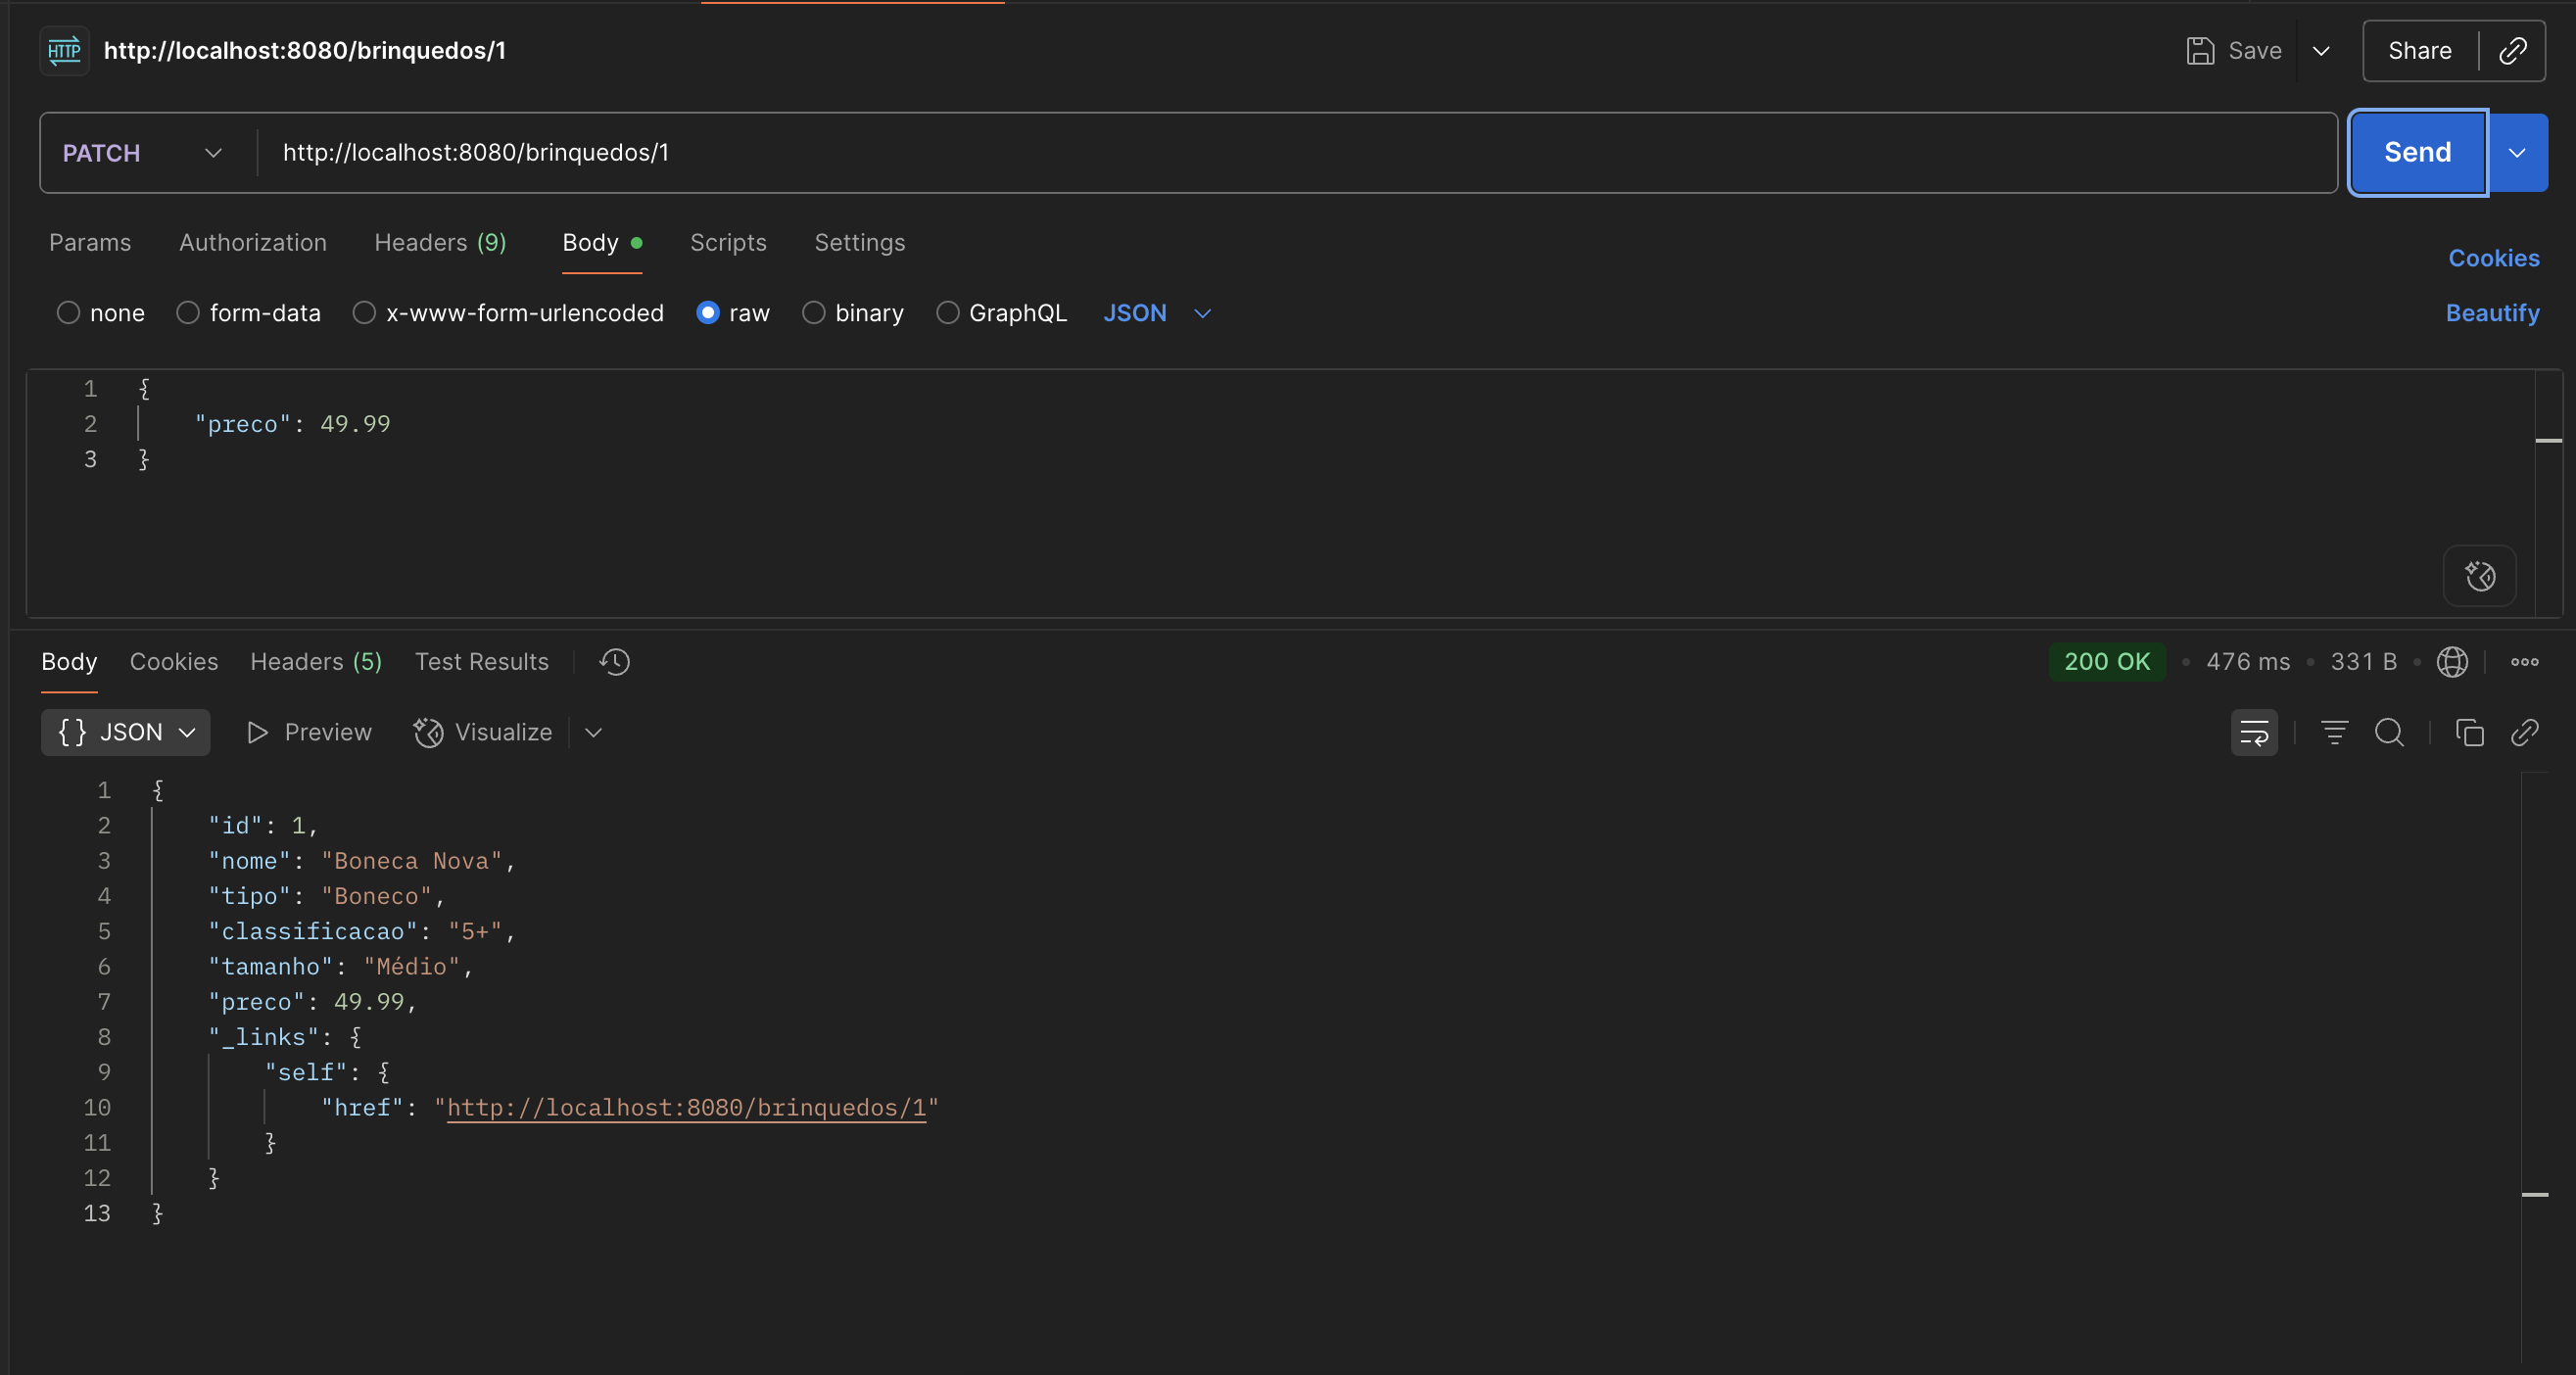 HTTP http://localhost:8080/brinquedos/1 Save Share
PATCH http://localhost:8080/brinquedos/1 Send
Params Authorization Headers (9) Body Scripts Settings Cookies
none form-data x-www-form-urlencoded raw binary GraphQL JSON Beautify
1 {
2 "preco": 49.99
3 }
Body Cookies Headers (5) Test Results 200 OK 476 ms 331 B
{} JSON Preview Visualize
1 {
2 "id": 1,
3 "nome": "Boneca Nova",
4 "tipo": "Boneco",
5 "classificacao": "5+",
6 "tamanho": "Médio",
7 "preco": 49.99,
8 "_links": {
9 "self": {
10 "href": "http://localhost:8080/brinquedos/1"
11 }
12 }
13 }